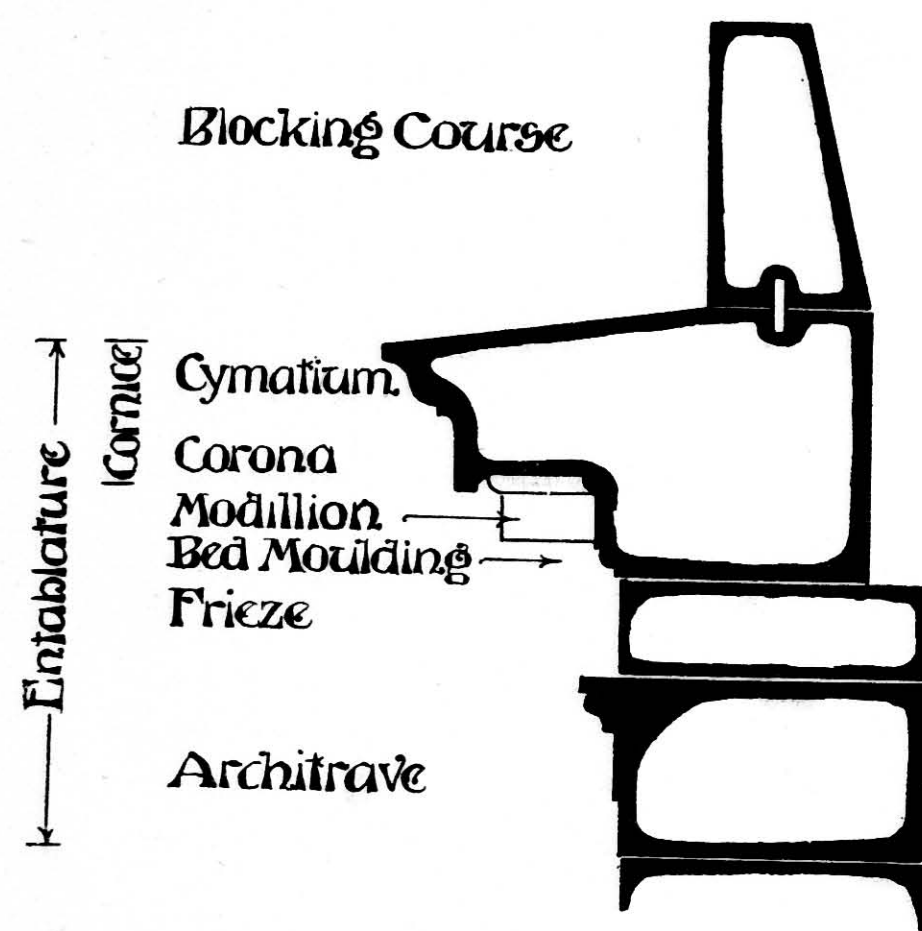 Blocking Course
Entablature
Cornice
Cymatium
Corona
Modillion
Bed Moulding
Frieze
Architrave